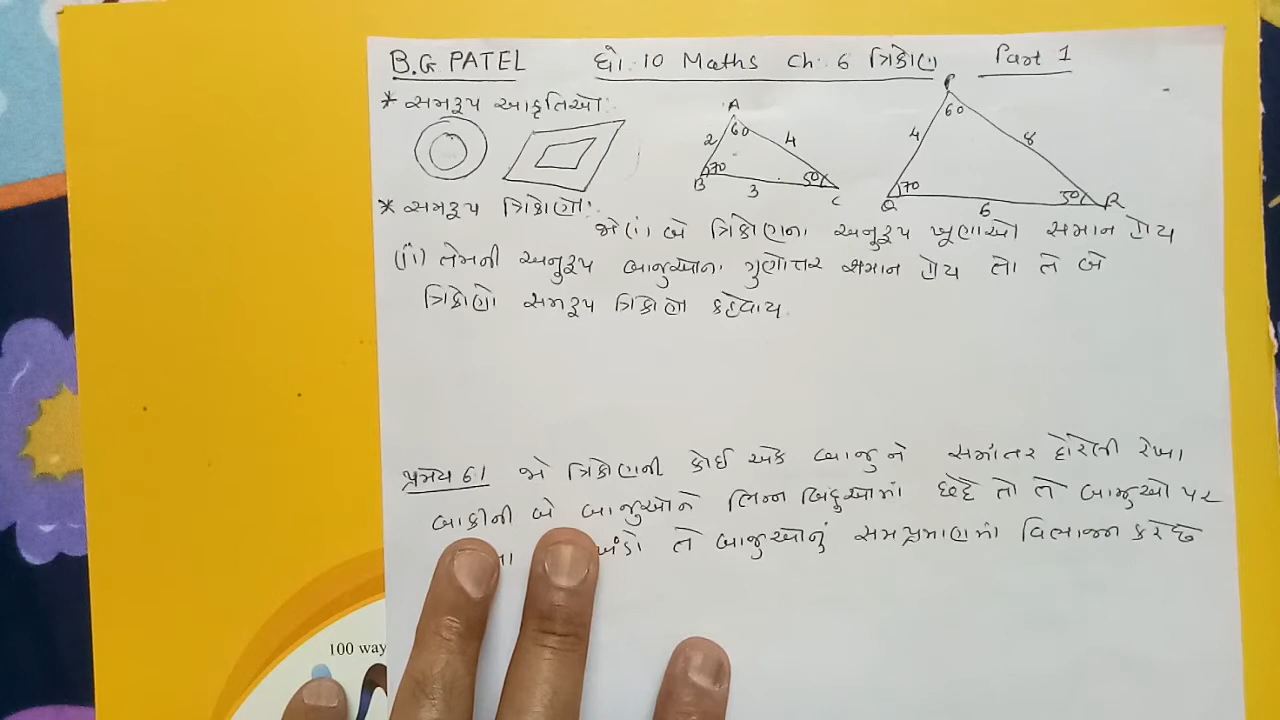 B.G PATEL ધો. 10 Maths Ch. 6 ત્રિકોણ Part 1
* સમરૂપ આકૃતિઓ:
A
60
2
4
70
B
3
50
C
P
60
4
8
70
Q
6
50
R
* સમરૂપ ત્રિકોણો:
જો (i) બે ત્રિકોણના અનુરૂપ ખૂણાઓ સમાન હોય
(ii) તેમની અનુરૂપ બાજુઓના ગુણોત્તર સમાન હોય તો તે બે
ત્રિકોણો સમરૂપ ત્રિકોણો કહેવાય.
પ્રમેય 6.1 જો ત્રિકોણની કોઈ એક બાજુને સમાંતર દોરેલી રેખા
બાકીની બે બાજુઓને ભિન્ન બિંદુઓમાં છેદે તો તે બાજુઓ પર
તે બાજુઓનું સમપ્રમાણમાં વિભાજન કરે છે
100 way